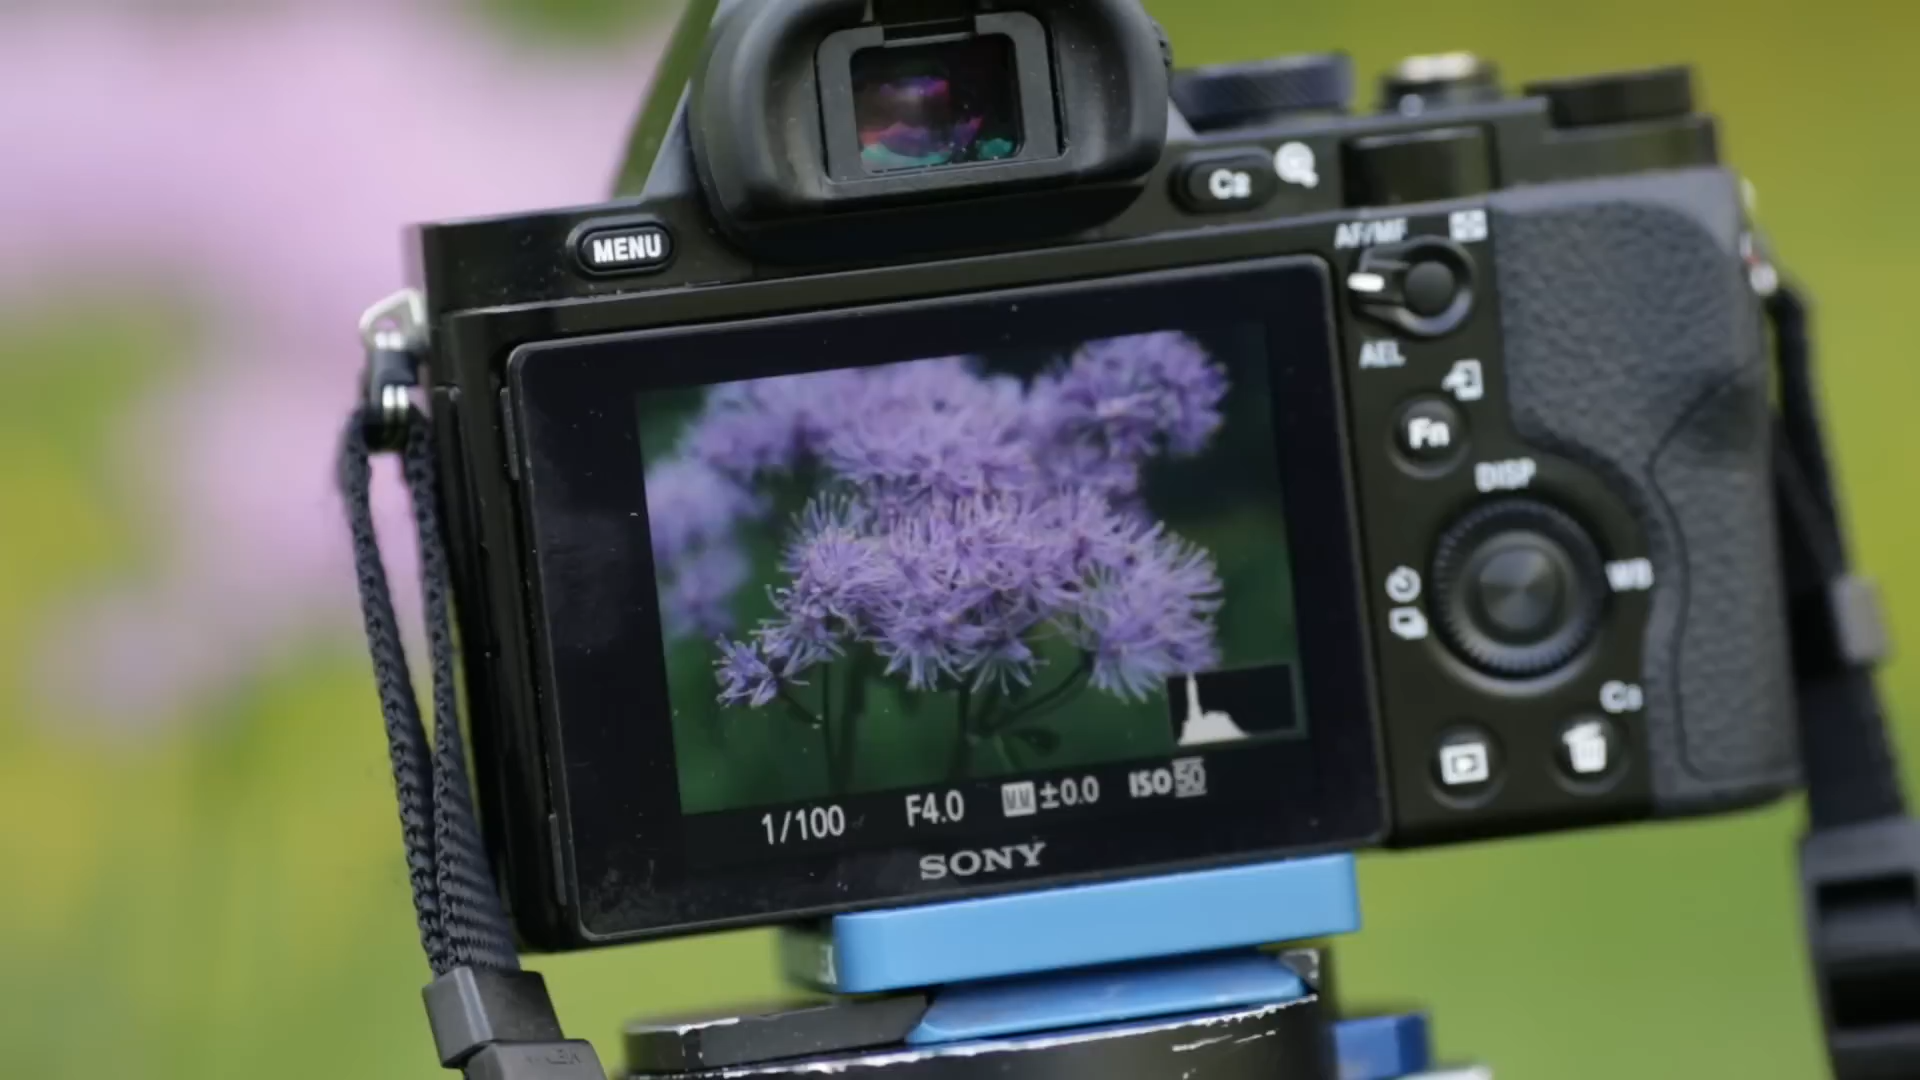 C2
MENU
AF/MF
AEL
Fn
DISP
WB
C3
1/100 F4.0 ±0.0 ISO 50
SONY